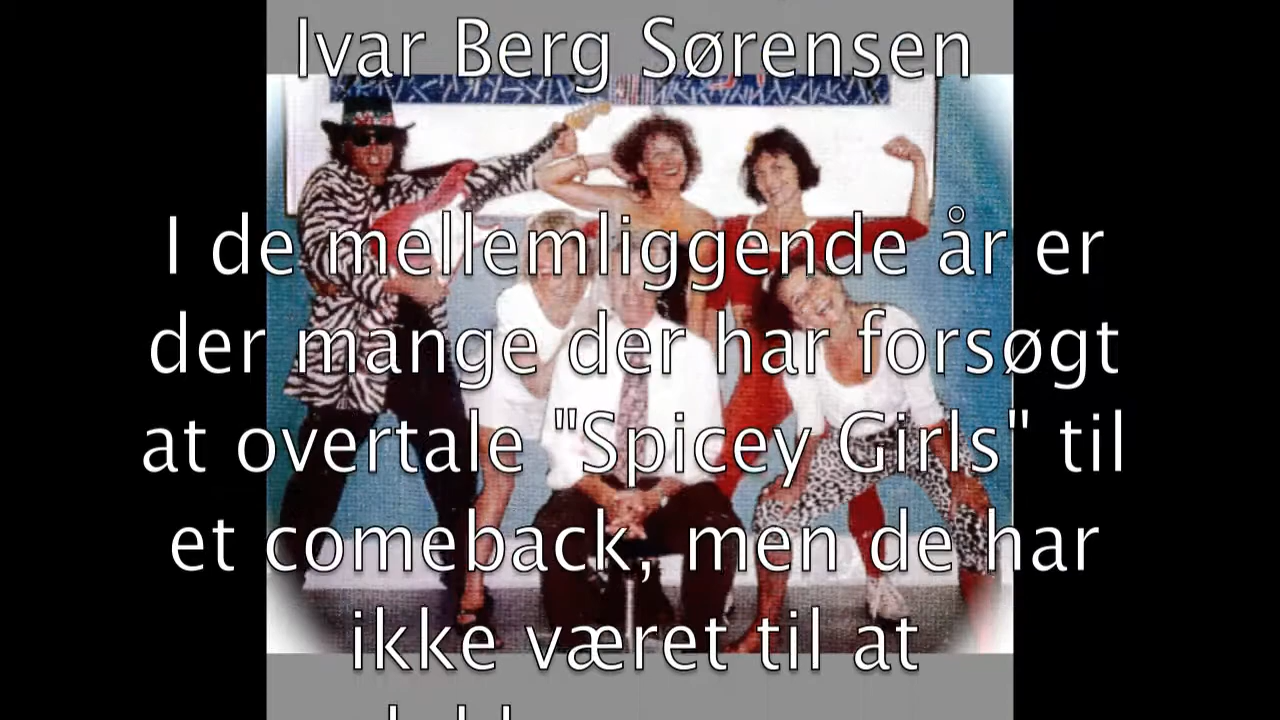 Ivar Berg Sørensen
I de mellemliggende år er
der mange der har forsøgt
at overtale "Spicey Girls" til
et comeback, men de har
ikke været til at